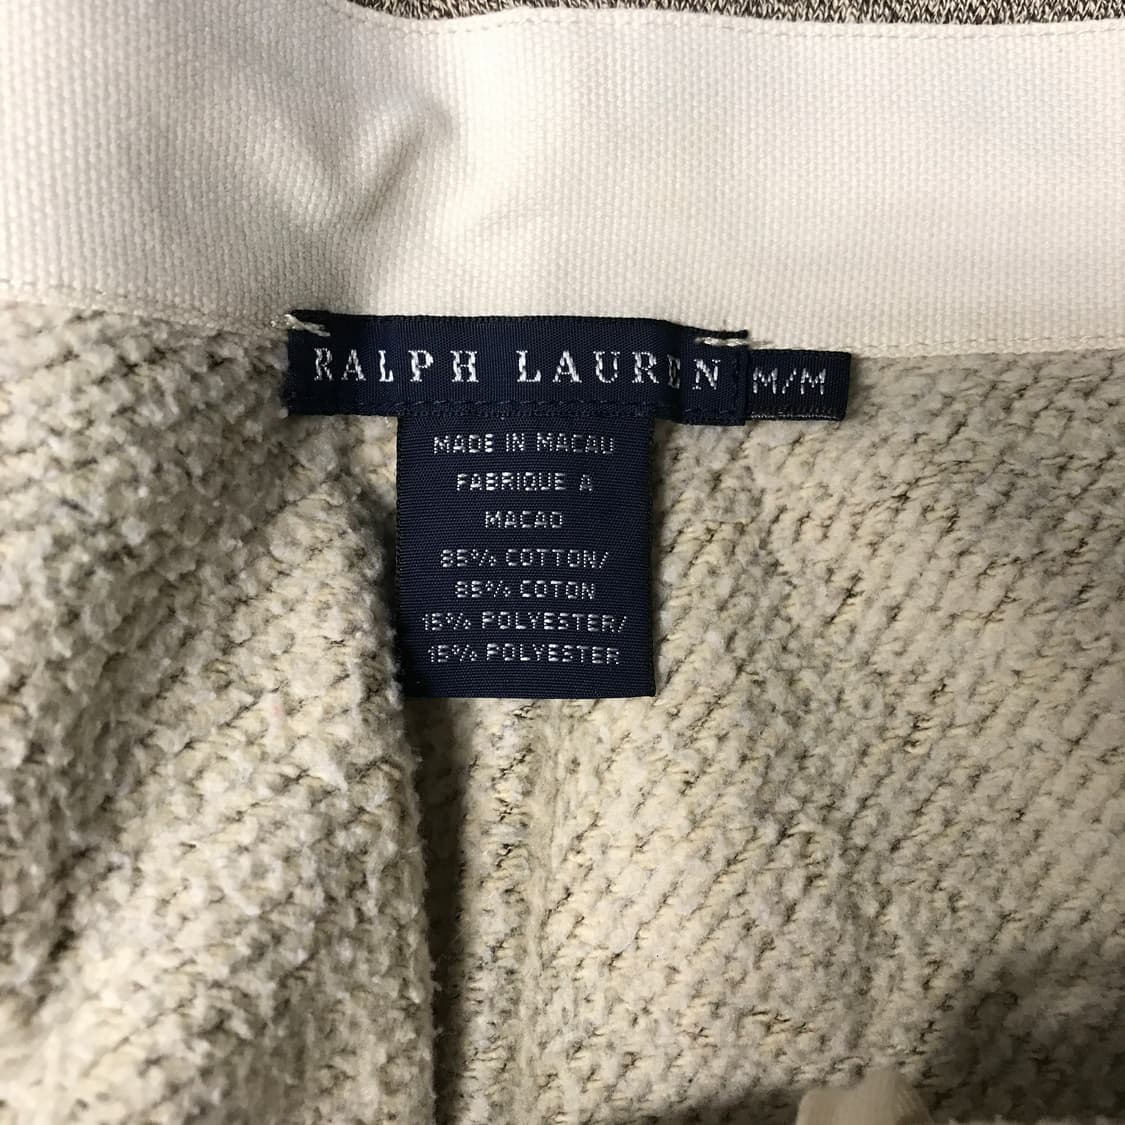 RALPH LAUREN
M/M
MADE IN MACAU
FABRIQUE A
MACAO
85% COTTON/
85% COTON
15% POLYESTER/
15% POLYESTER